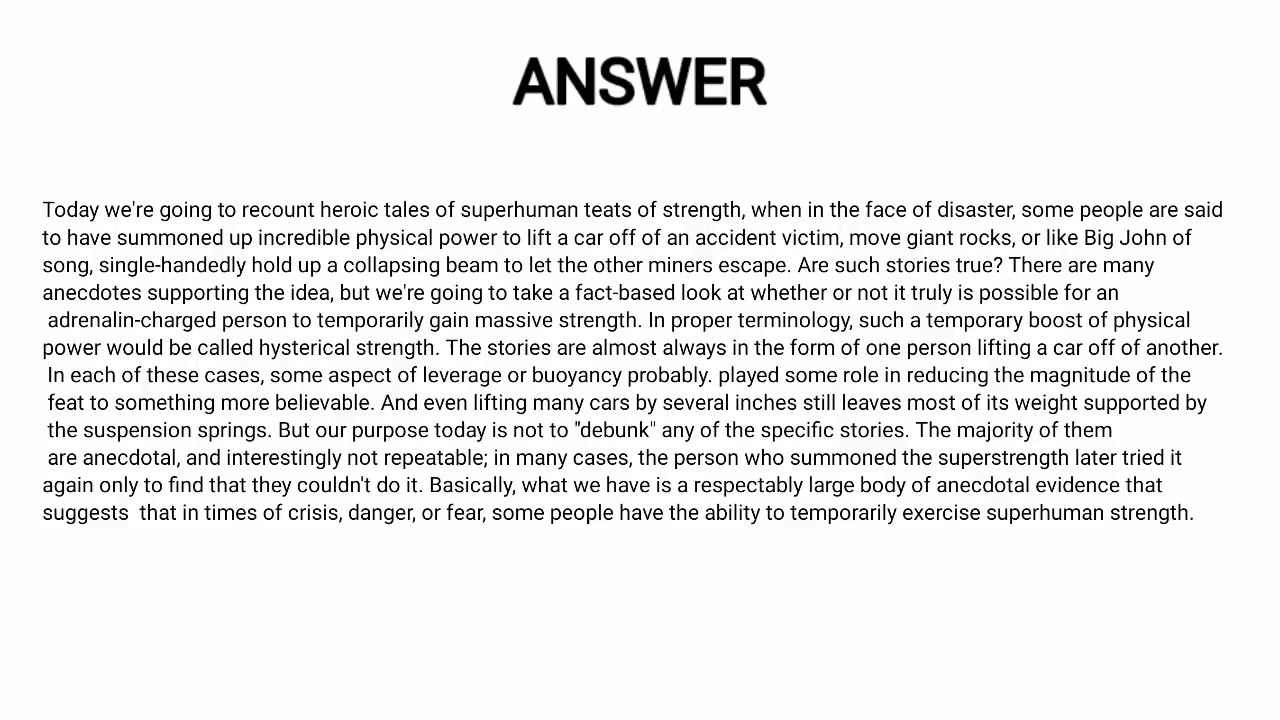 ANSWER
Today we're going to recount heroic tales of superhuman teats of strength, when in the face of disaster, some people are said
to have summoned up incredible physical power to lift a car off of an accident victim, move giant rocks, or like Big John of
song, single-handedly hold up a collapsing beam to let the other miners escape. Are such stories true? There are many
anecdotes supporting the idea, but we're going to take a fact-based look at whether or not it truly is possible for an
adrenalin-charged person to temporarily gain massive strength. In proper terminology, such a temporary boost of physical
power would be called hysterical strength. The stories are almost always in the form of one person lifting a car off of another.
In each of these cases, some aspect of leverage or buoyancy probably. played some role in reducing the magnitude of the
feat to something more believable. And even lifting many cars by several inches still leaves most of its weight supported by
the suspension springs. But our purpose today is not to "debunk" any of the specific stories. The majority of them
are anecdotal, and interestingly not repeatable; in many cases, the person who summoned the superstrength later tried it
again only to find that they couldn't do it. Basically, what we have is a respectably large body of anecdotal evidence that
suggests  that in times of crisis, danger, or fear, some people have the ability to temporarily exercise superhuman strength.